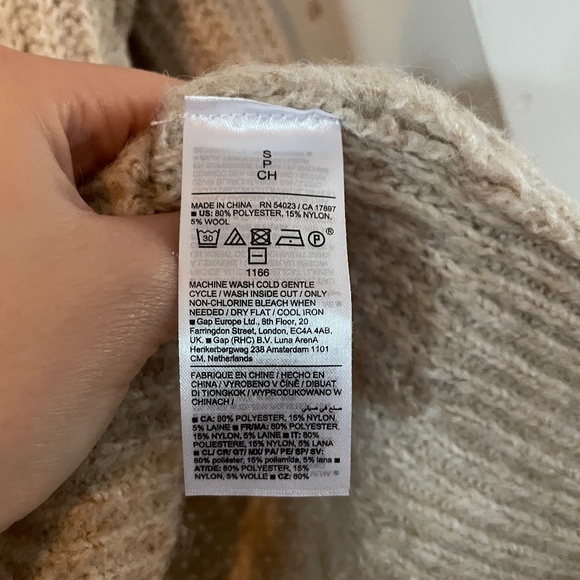 S
P
CH
MADE IN CHINA RN 54023 / CA 17897
■ US: 80% POLYESTER, 15% NYLON,
5% WOOL
30 P ®
1166
MACHINE WASH COLD GENTLE
CYCLE / WASH INSIDE OUT / ONLY
NON-CHLORINE BLEACH WHEN
NEEDED / DRY FLAT / COOL IRON
■ Gap Europe Ltd., 8th Floor, 20
Farringdon Street, London, EC4A 4AB,
UK. ■ Gap (RHC) B.V. Luna ArenA
Herikerbergweg 238 Amsterdam 1101
CM, Netherlands
FABRIQUE EN CHINE / HECHO EN
CHINA / VYROBENO V ČÍNĚ / DIBUAT
DI TIONGKOK / WYPRODUKOWANO W
CHINACH /
صنع في
■ CA: 80% POLYESTER, 15% NYLON,
5% LAINE ■ FR/MA: 80% POLYESTER,
15% NYLON, 5% LAINE ■ IT: 80%
POLIESTERE, 15% NYLON, 5% LANA
■ CL/ CR/ GT/ MX/ PA/ PE/ SP/ SV:
80% poliéster, 15% poliamida, 5% lana ■
AT/DE: 80% POLYESTER, 15%
NYLON, 5% WOLLE ■ CZ: 80%